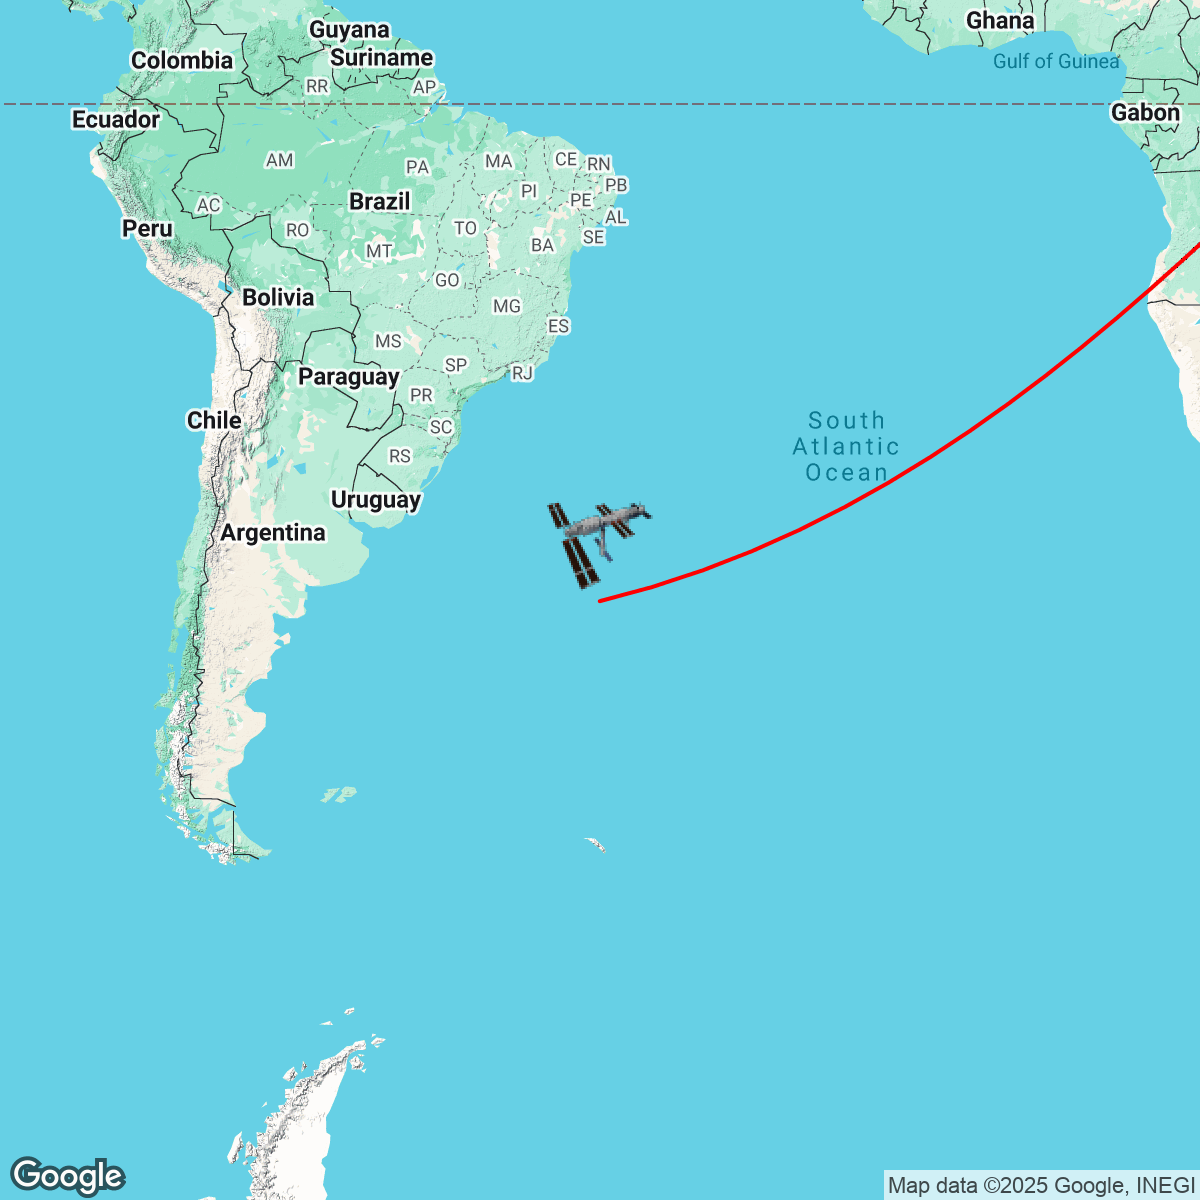 Guyana
Ghana
Colombia
Suriname
Gulf of Guinea
RR
AP
Ecuador
Gabon
AM
PA
MA
CE
RN
PI
PB
PE
AC
Brazil
AL
Peru
RO
TO
SE
MT
BA
GO
Bolivia
MG
ES
MS
SP
RJ
Paraguay
PR
Chile
SC
South
Atlantic
Ocean
RS
Uruguay
Argentina
Google
Map data ©2025 Google, INEGI